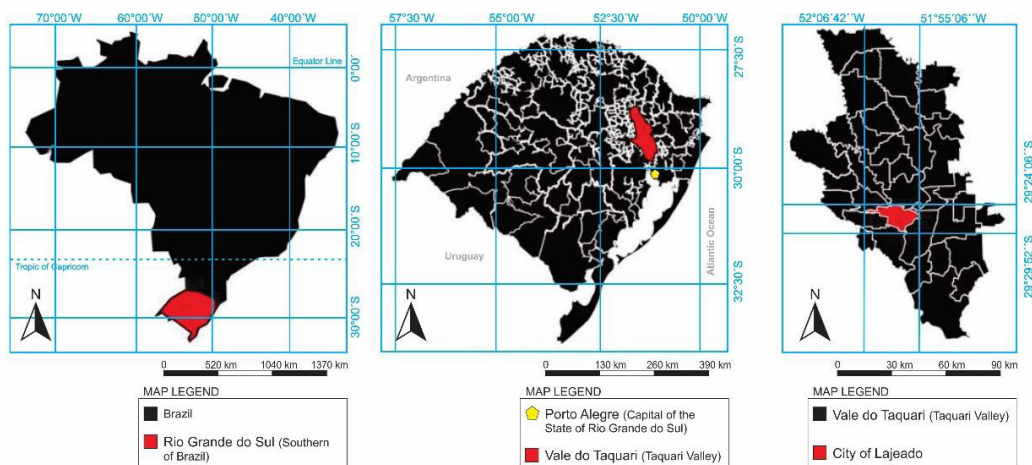 70°00´W 60°00´W 50°00´W 40°00´W
Equator Line
0°00´
10°00´S
20°00´S
Tropic of Capricorn
30°00´S
N
0 520 km 1040 km 1370 km
MAP LEGEND
Brazil
Rio Grande do Sul (Southern
of Brazil)
57°30´W 55°00´W 52°30´W 50°00´W
27°30´S
Argentina
30°00´S
Uruguay
Atlantic Ocean
32°30´S
N
0 130 km 260 km 390 km
MAP LEGEND
Porto Alegre (Capital of the
State of Rio Grande do Sul)
Vale do Taquari (Taquari Valley)
52°06´42´´W 51°55´06´´W
29°24´06´´S
29°29´52´´S
N
0 30 km 60 km 90 km
MAP LEGEND
Vale do Taquari (Taquari Valley)
City of Lajeado